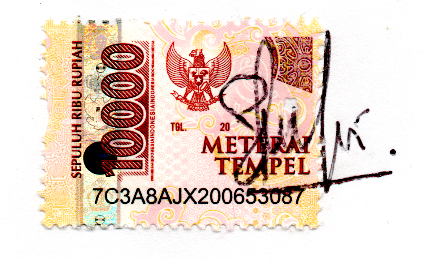 SEPULUH RIBU RUPIAH
10000
TGL. 20
METERAI
TEMPEL
7C3A8AJX200653087